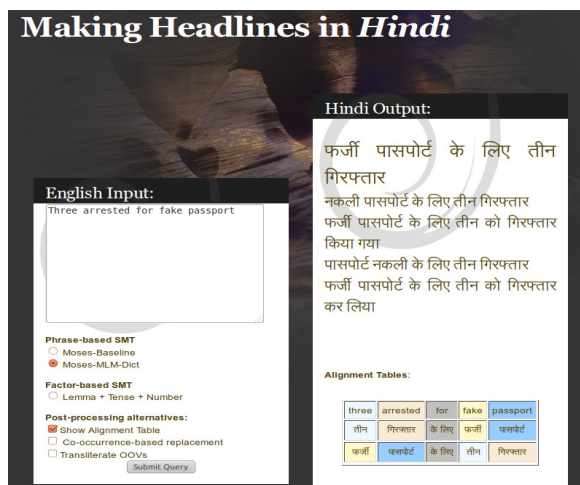 Making Headlines in Hindi
English Input:
Three arrested for fake passport
Phrase-based SMT
Moses-Baseline
Moses-MLM-Dict
Factor-based SMT
Lemma + Tense + Number
Post-processing alternatives:
Show Alignment Table
Co-occurrence-based replacement
Transliterate OOVs
Submit Query
Hindi Output:
फर्जी पासपोर्ट के लिए तीन
गिरफ्तार
नकली पासपोर्ट के लिए तीन गिरफ्तार
फर्जी पासपोर्ट के लिए तीन को गिरफ्तार
किया गया
पासपोर्ट नकली के लिए तीन गिरफ्तार
फर्जी पासपोर्ट के लिए तीन को गिरफ्तार
कर लिया
Alignment Tables:
three arrested for fake passport
तीन गिरफ्तार के लिए फर्जी पासपोर्ट
फर्जी पासपोर्ट के लिए तीन गिरफ्तार